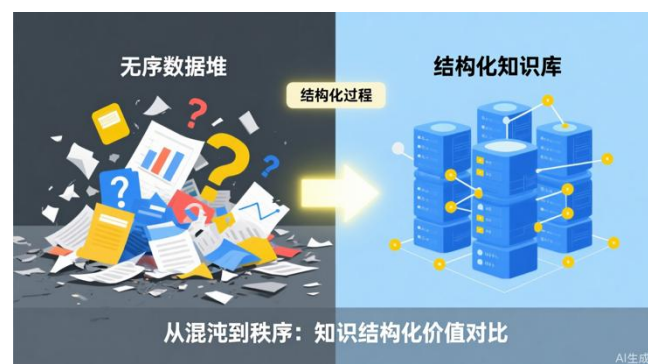 无序数据堆
结构化过程
结构化知识库
从混沌到秩序：知识结构化价值对比
AI生成